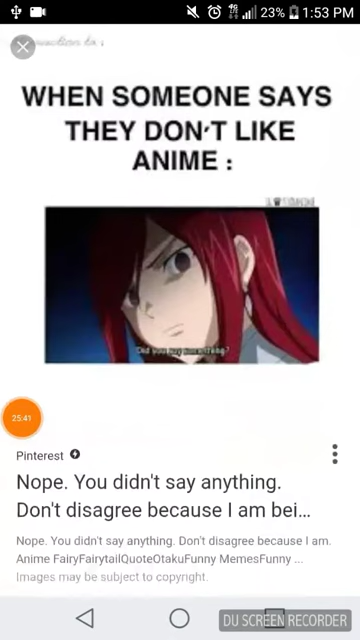 23% 1:53 PM
WHEN SOMEONE SAYS
THEY DON'T LIKE
ANIME :
Did you say something?
25:41
Pinterest
Nope. You didn't say anything.
Don't disagree because I am bei...
Nope. You didn't say anything. Don't disagree because I am.
Anime FairyFairytailQuoteOtakuFunny MemesFunny ...
Images may be subject to copyright.
DU SCREEN RECORDER